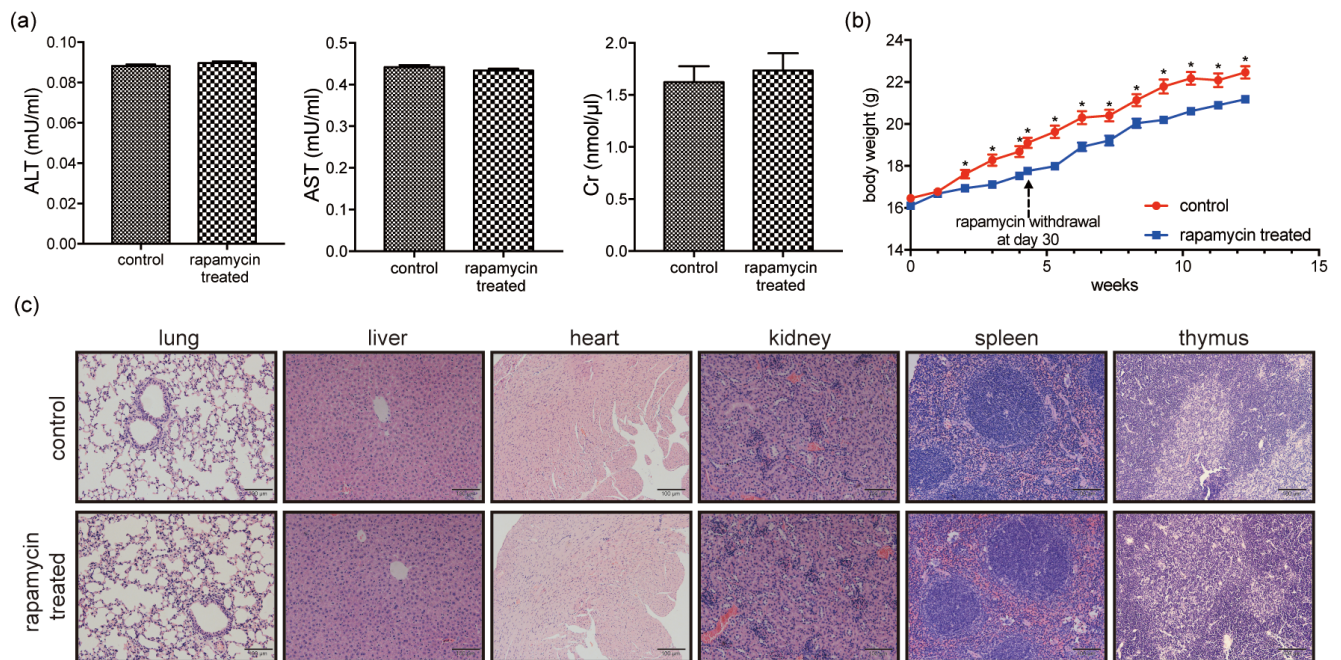 (a)
ALT (mU/ml)
0.10
0.08
0.06
0.04
0.02
0.00
control
rapamycin
treated
AST (mU/ml)
0.5
0.4
0.3
0.2
0.1
0.0
control
rapamycin
treated
Cr (nmol/μl)
2.0
1.5
1.0
0.5
0.0
control
rapamycin
treated
(b)
body weight (g)
24
22
20
18
16
14
* * * * * * * * * * * *
rapamycin withdrawal
at day 30
control
rapamycin treated
0 5 10 15
weeks
(c)
lung liver heart kidney spleen thymus
control
100 μm
rapamycin
treated
100 μm